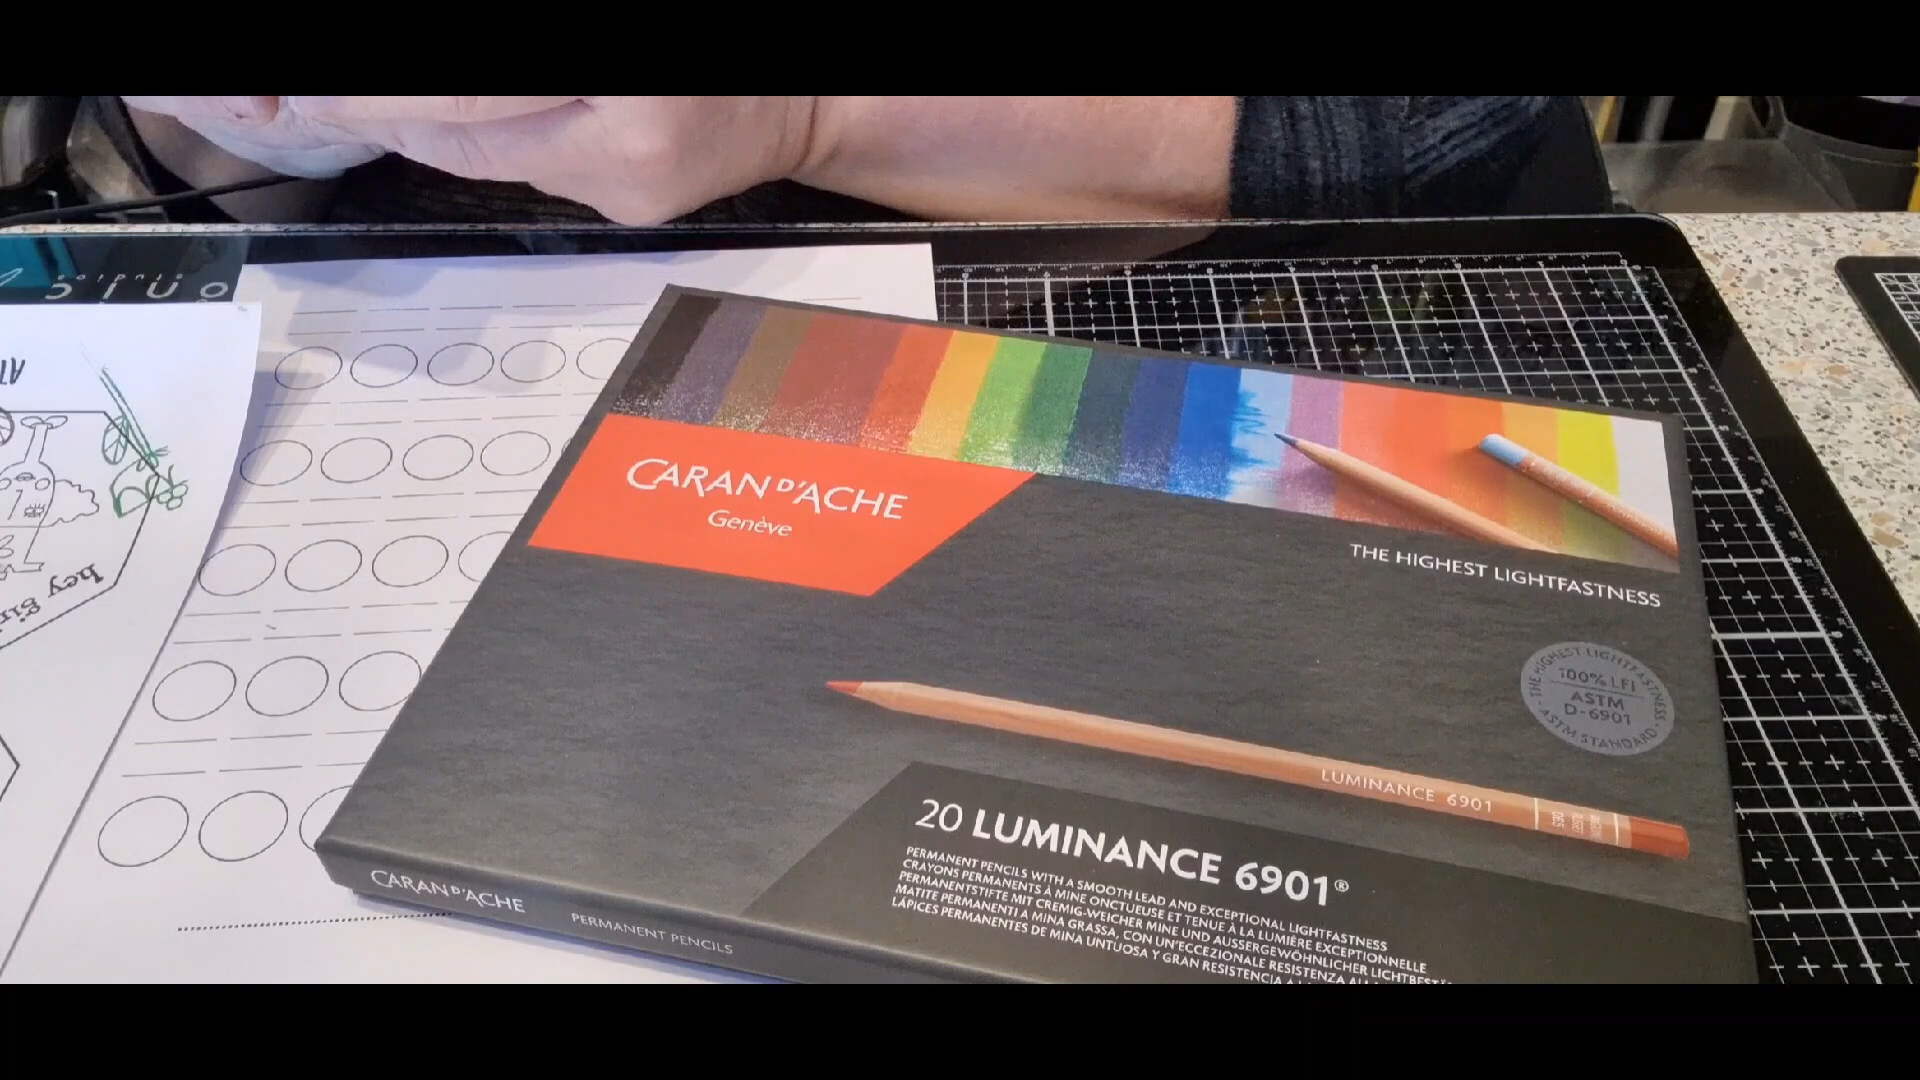 CARAN D'ACHE
Genève
THE HIGHEST LIGHTFASTNESS
THE HIGHEST LIGHTFASTNESS
100% LFI
ASTM
D-6901
ASTM STANDARD
LUMINANCE 6901
20 LUMINANCE 6901®
PERMANENT PENCILS WITH A SMOOTH LEAD AND EXCEPTIONAL LIGHTFASTNESS
CRAYONS PERMANENTS À MINE ONCTUEUSE ET TENUE À LA LUMIÈRE EXCEPTIONNELLE
PERMANENTSTIFTE MIT CREMIG-WEICHER MINE UND AUSSERGEWÖHNLICHER
MATITE PERMANENTI A MINA GRASSA, CON UN'ECCEZIONALE RESISTENZA
LÁPICES PERMANENTES DE MINA UNTUOSA Y GRAN RESISTENCIA
CARAN D'ACHE
PERMANENT PENCILS
hey